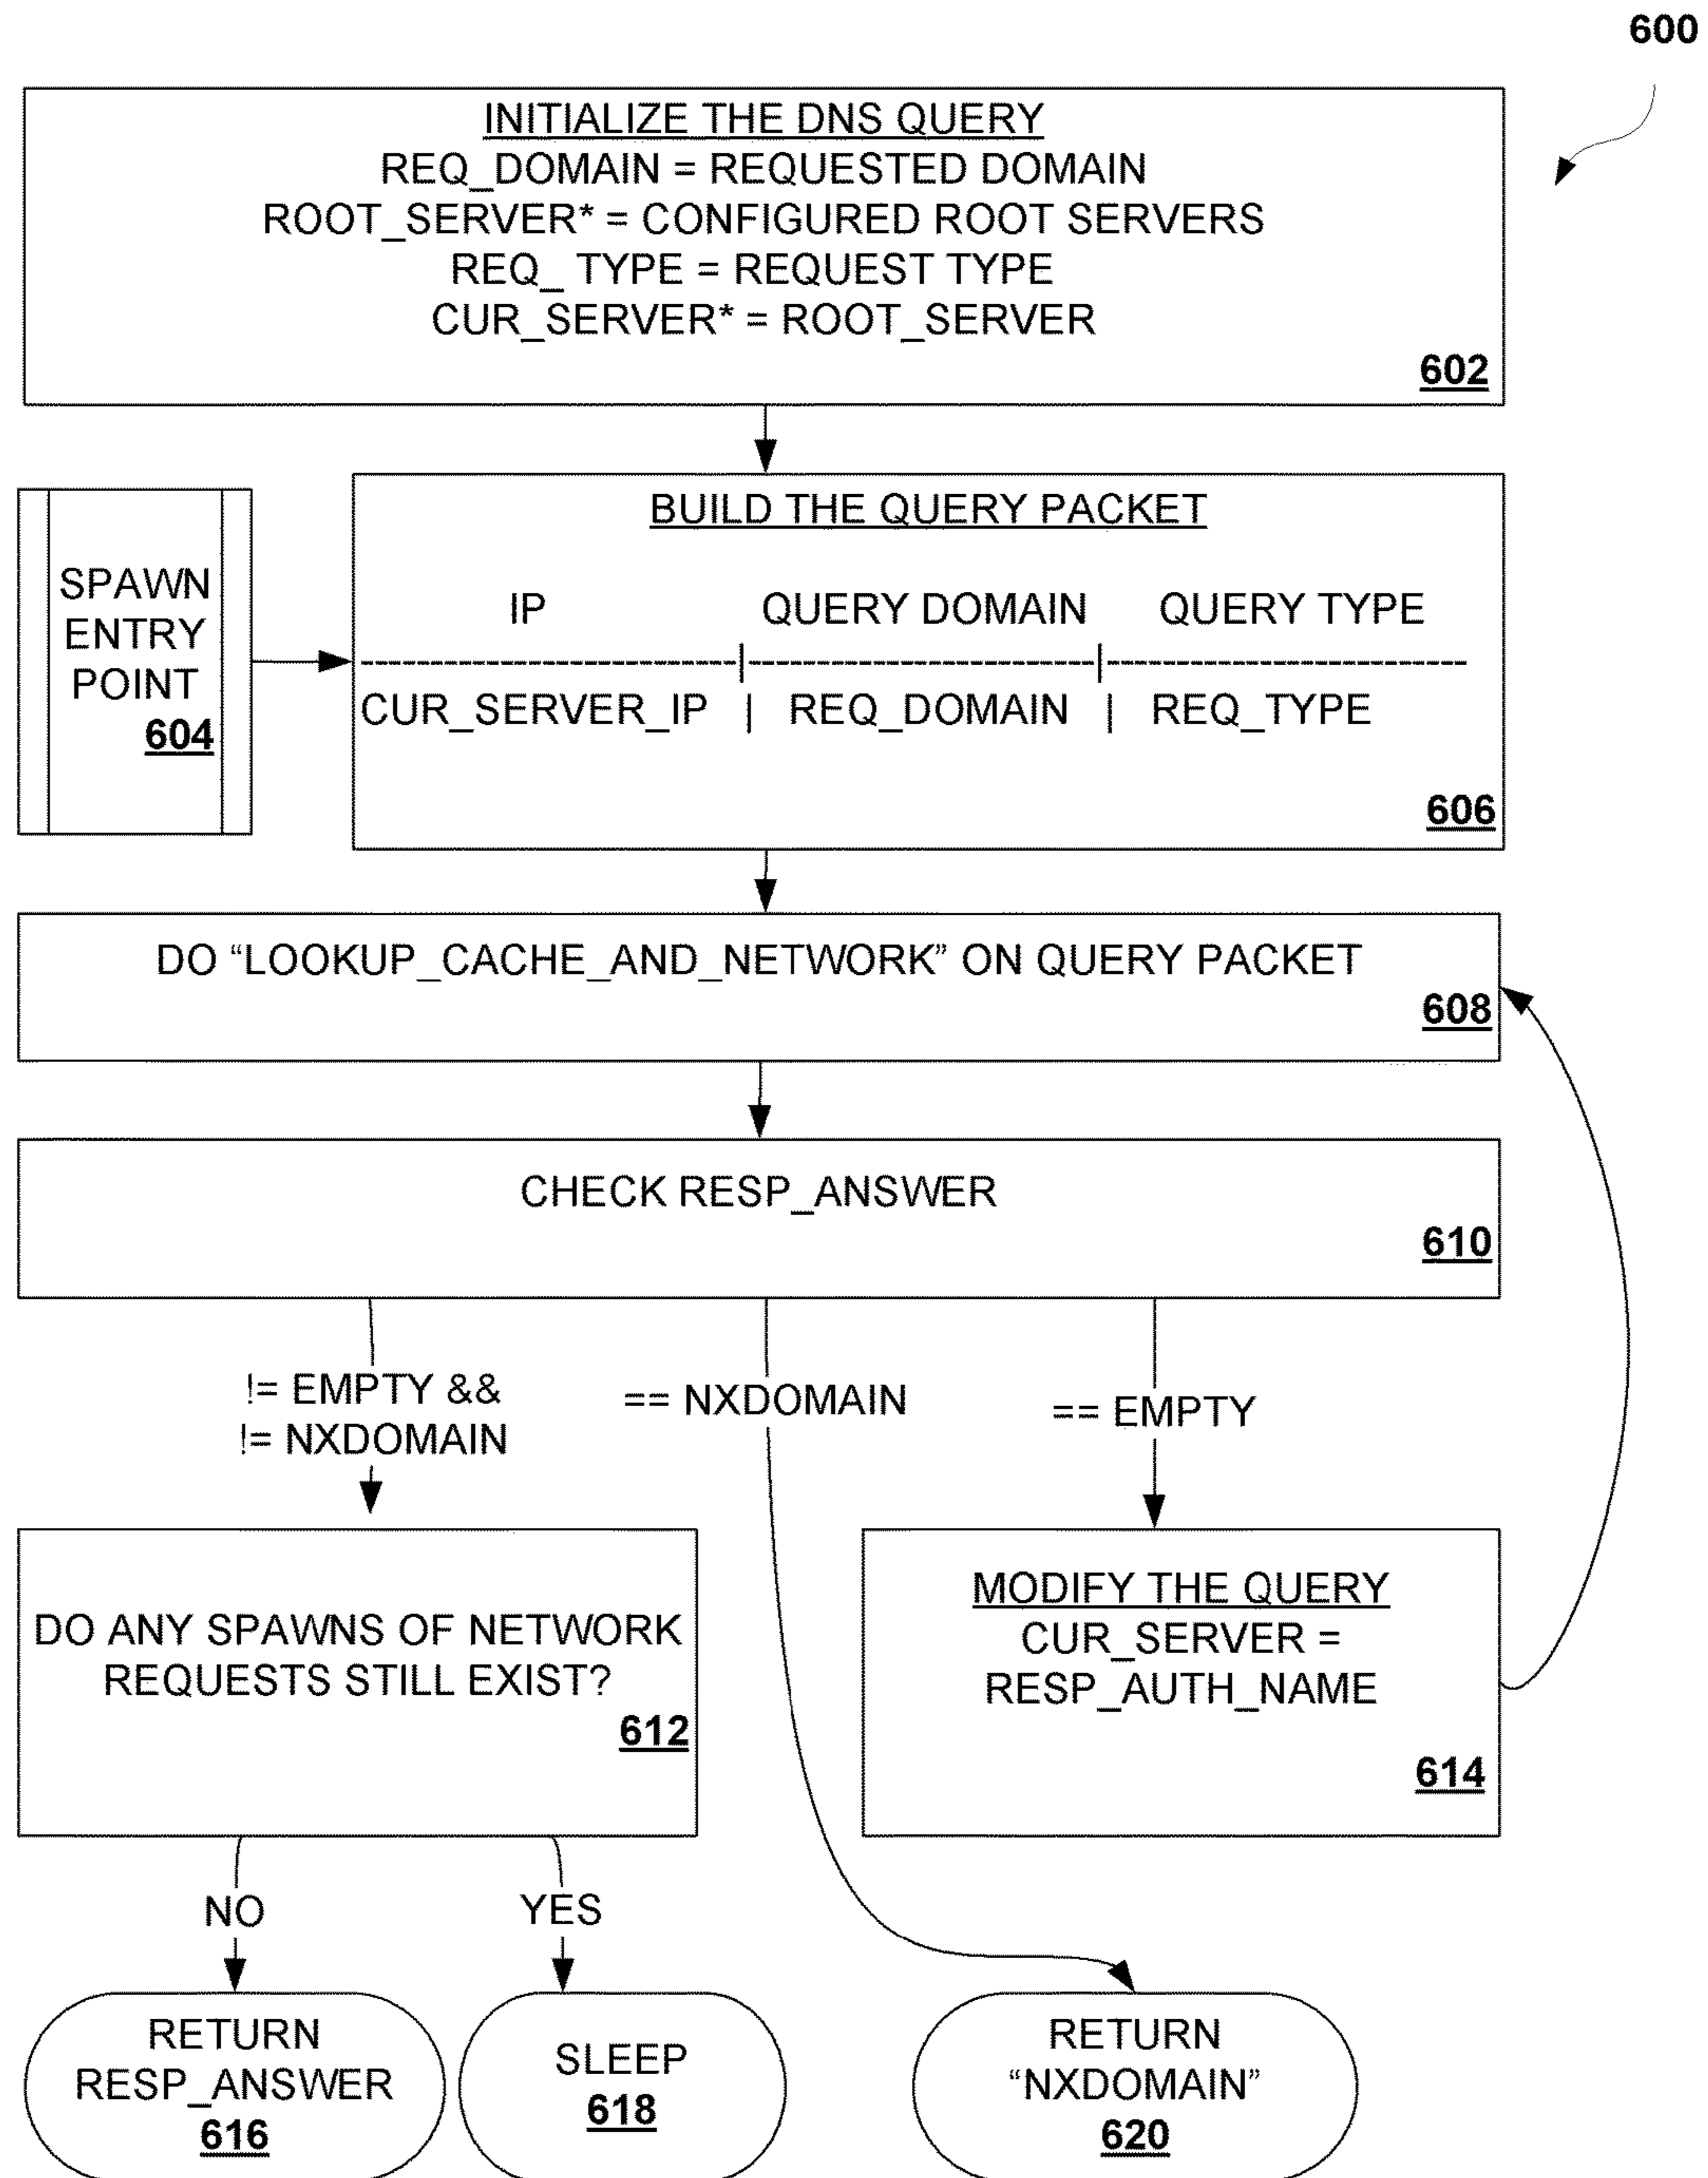 600
INITIALIZE THE DNS QUERY
REQ_DOMAIN = REQUESTED DOMAIN
ROOT_SERVER* = CONFIGURED ROOT SERVERS
REQ_ TYPE = REQUEST TYPE
CUR_SERVER* = ROOT_SERVER
602
SPAWN
ENTRY
POINT
604
BUILD THE QUERY PACKET
IP QUERY DOMAIN QUERY TYPE
---------------------|---------------------|---------------------
CUR_SERVER_IP | REQ_DOMAIN | REQ_TYPE
606
DO “LOOKUP_CACHE_AND_NETWORK” ON QUERY PACKET
608
CHECK RESP_ANSWER
610
!= EMPTY &&
!= NXDOMAIN
== NXDOMAIN
== EMPTY
DO ANY SPAWNS OF NETWORK
REQUESTS STILL EXIST?
612
MODIFY THE QUERY
CUR_SERVER =
RESP_AUTH_NAME
614
NO
YES
RETURN
RESP_ANSWER
616
SLEEP
618
RETURN
“NXDOMAIN”
620